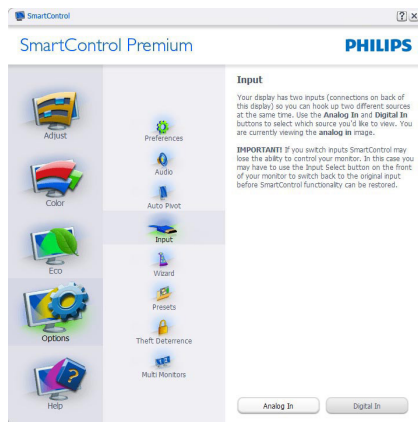 SmartControl
SmartControl Premium
PHILIPS
Adjust
Color
Eco
Options
Help
Preferences
Audio
Auto Pivot
Input
Wizard
Presets
Theft Deterrence
Multi Monitors
Input
Your display has two inputs (connections on back of
this display) so you can hook up two different sources
at the same time. Use the Analog In and Digital In
buttons to select which source you'd like to view. You
are currently viewing the analog in image.
IMPORTANT! If you switch inputs SmartControl may
lose the ability to control your monitor. In this case you
may have to use the Input Select button on the front
of your monitor to switch back to the original input
before SmartControl functionality can be restored.
Analog In
Digital In